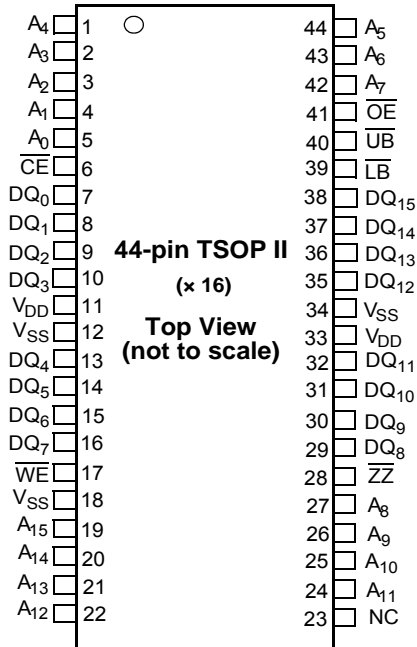 A4 1 44 A5
A3 2 43 A6
A2 3 42 A7
A1 4 41 OE
A0 5 40 UB
CE 6 39 LB
DQ0 7 38 DQ15
DQ1 8 37 DQ14
DQ2 9 44-pin TSOP II 36 DQ13
DQ3 10 (× 16) 35 DQ12
VDD 11 34 VSS
VSS 12 Top View 33 VDD
DQ4 13 (not to scale) 32 DQ11
DQ5 14 31 DQ10
DQ6 15 30 DQ9
DQ7 16 29 DQ8
WE 17 28 ZZ
VSS 18 27 A8
A15 19 26 A9
A14 20 25 A10
A13 21 24 A11
A12 22 23 NC